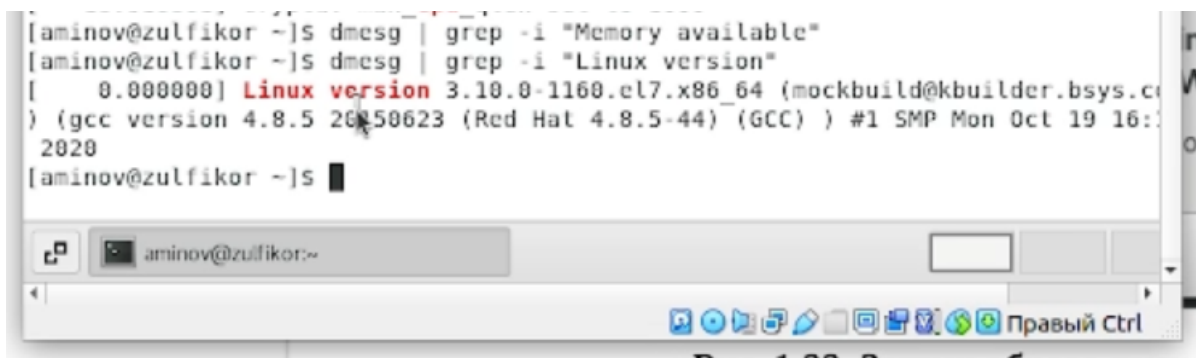 [aminov@zulfikor ~]$ dmesg | grep -i "Memory available"
[aminov@zulfikor ~]$ dmesg | grep -i "Linux version"
[    0.000000] Linux version 3.10.0-1160.el7.x86_64 (mockbuild@kbuilder.bsys.c
) (gcc version 4.8.5 20150623 (Red Hat 4.8.5-44) (GCC) ) #1 SMP Mon Oct 19 16:
2020
[aminov@zulfikor ~]$
aminov@zulfikor:~
Правый Ctrl